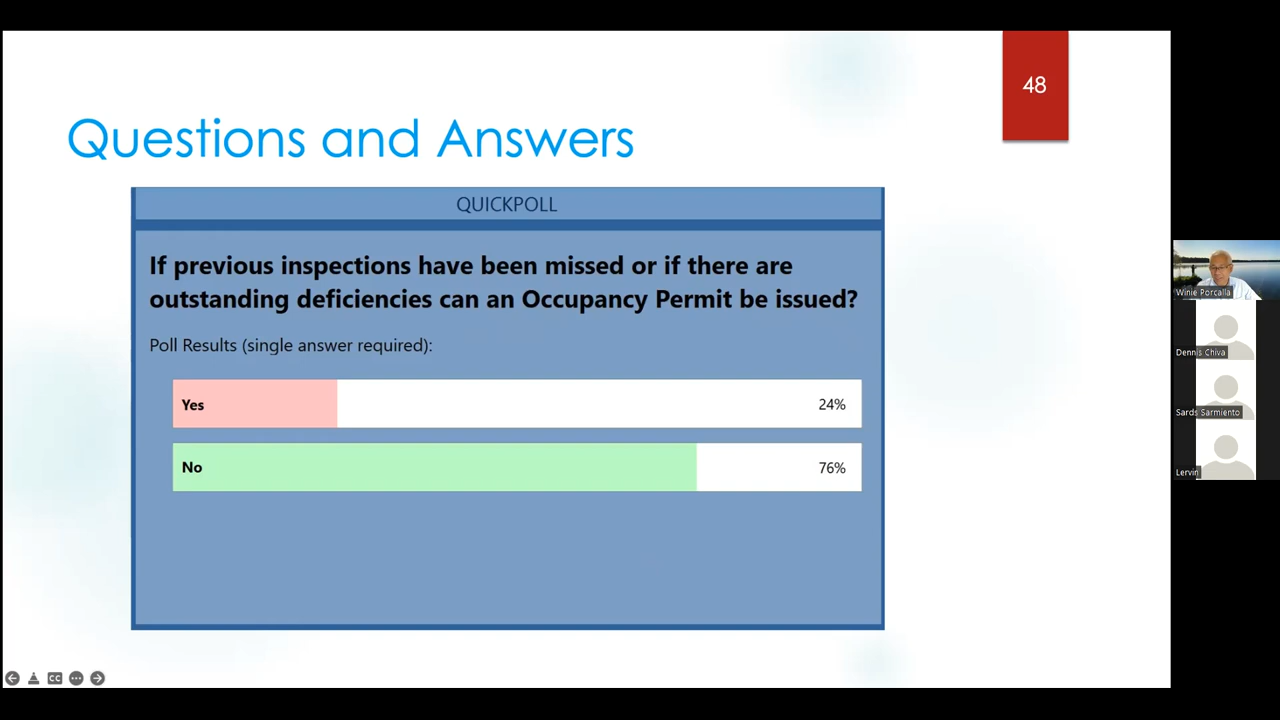 48
Questions and Answers
QUICKPOLL
If previous inspections have been missed or if there are
outstanding deficiencies can an Occupancy Permit be issued?
Poll Results (single answer required):
Yes 24%
No 76%
Winie Porcalla
Dennis Chiva
Sards Sarmiento
Lervin
CC